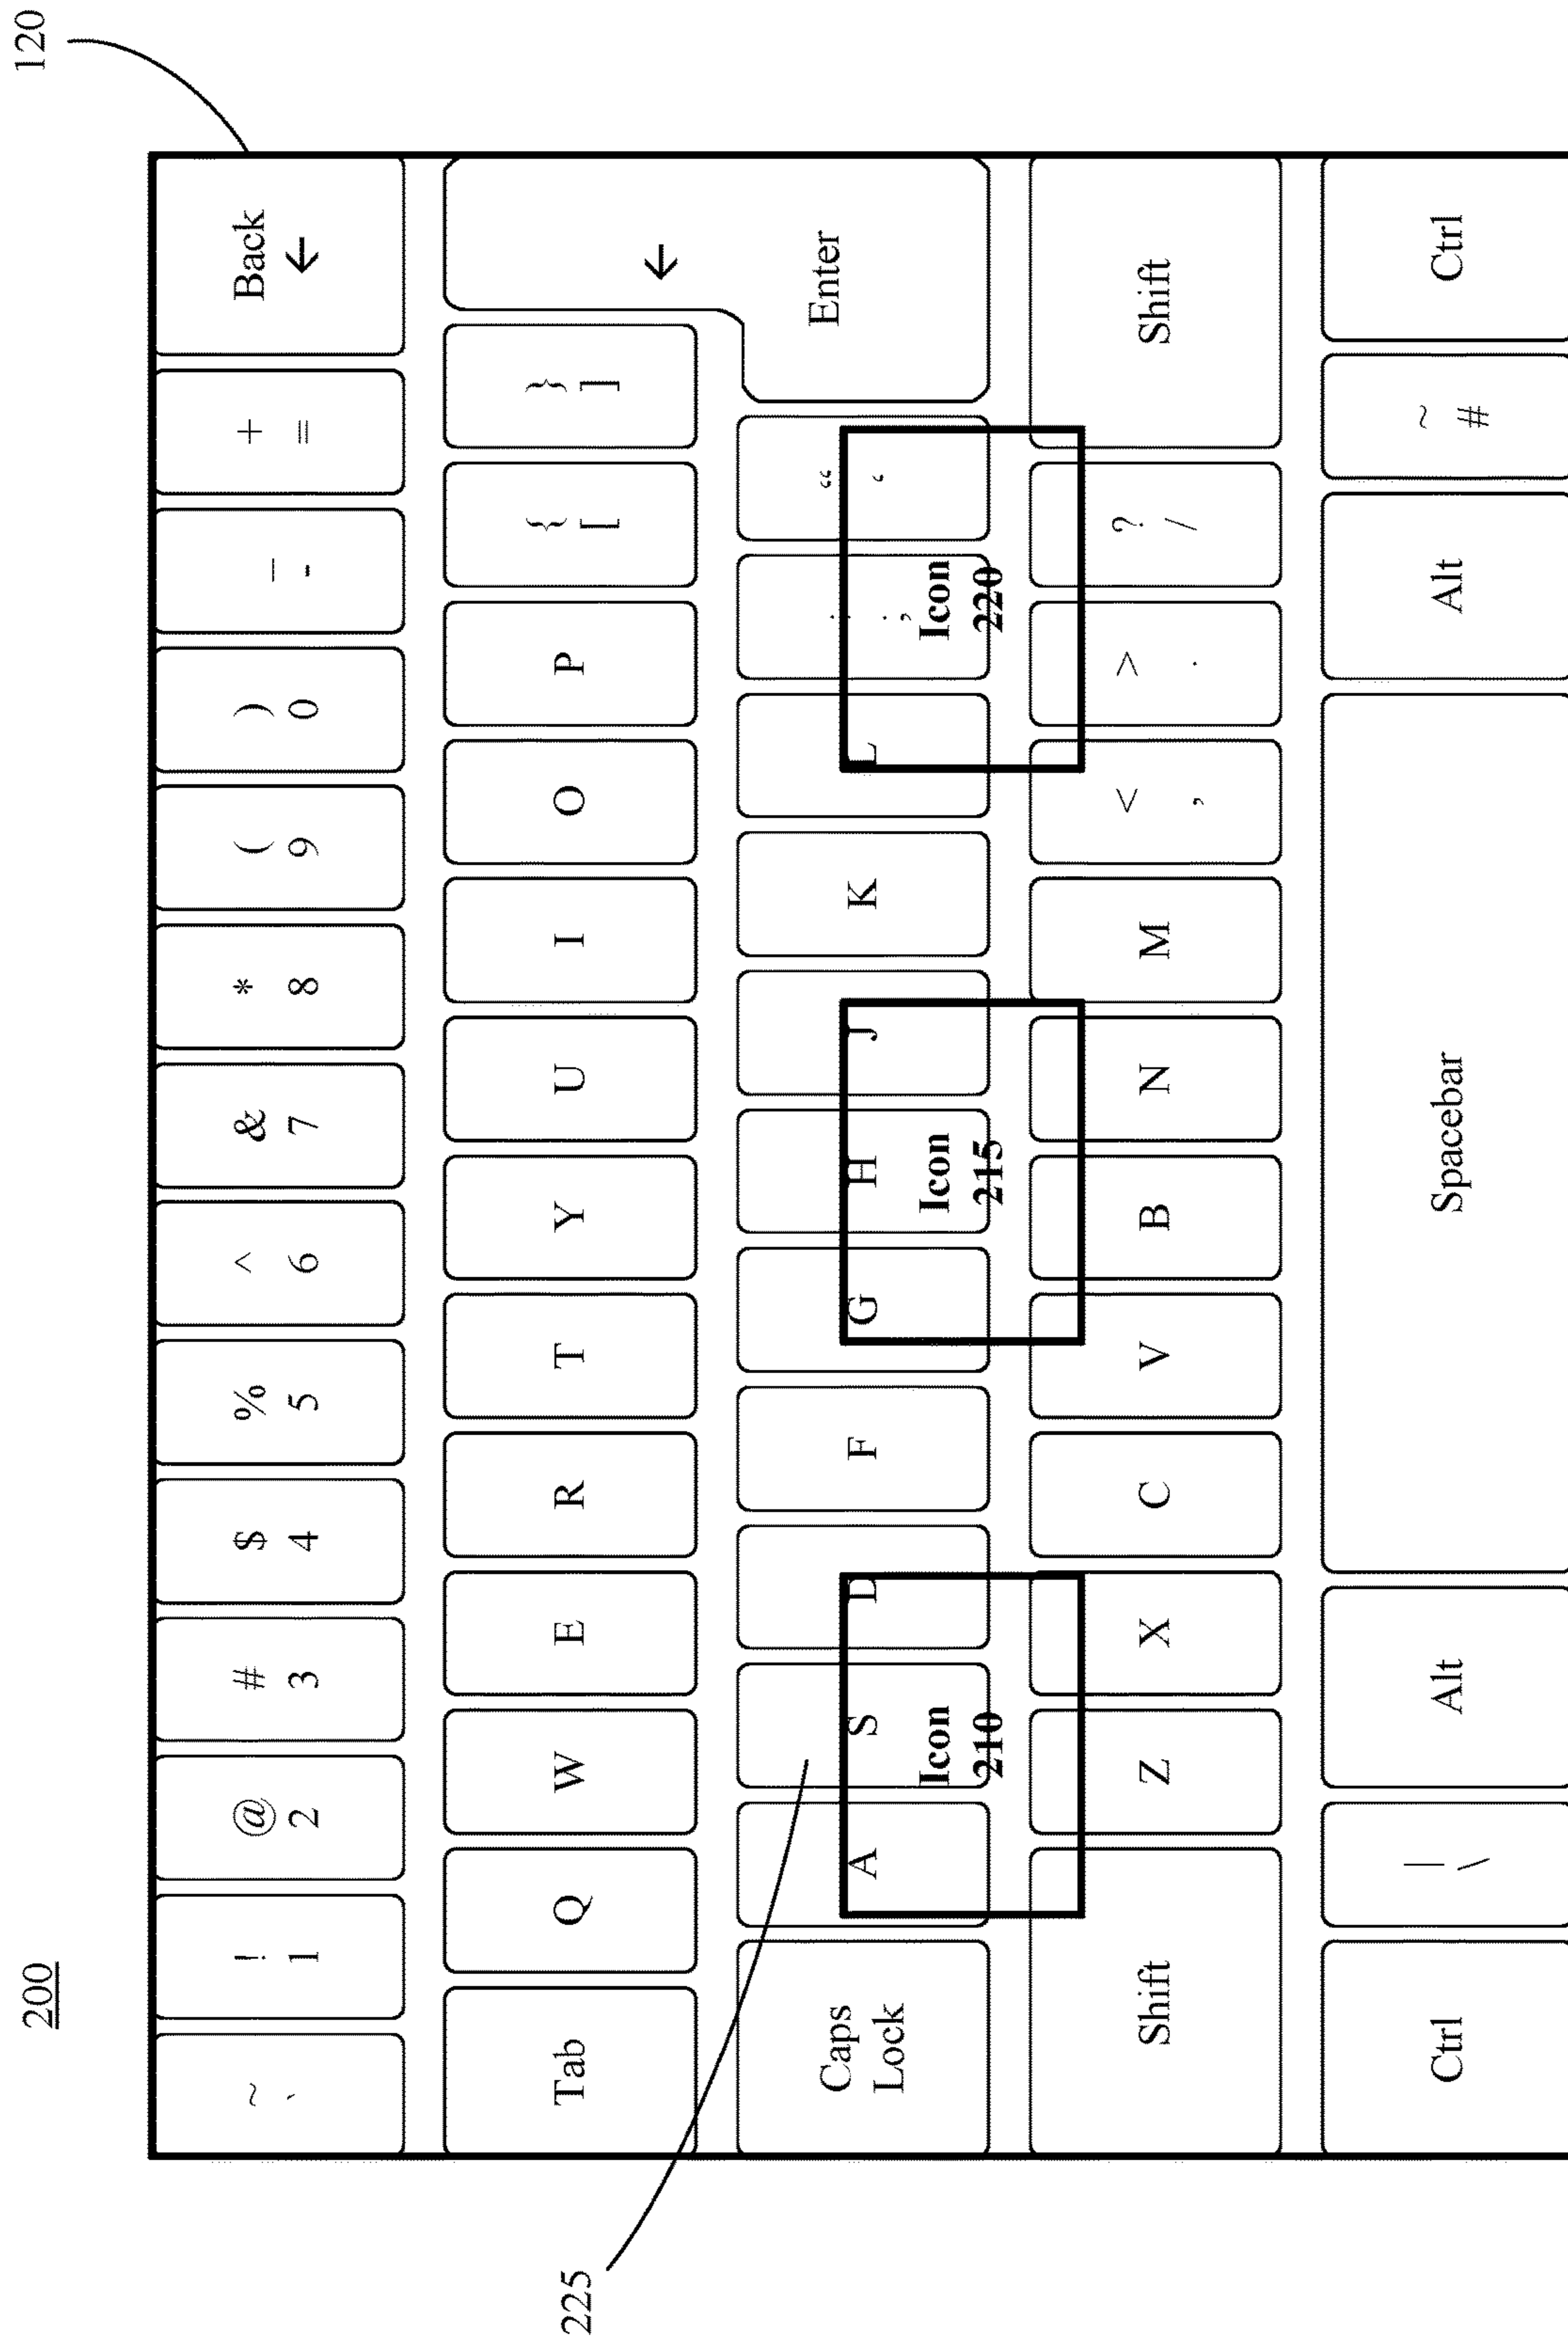 200
120
~ ! @ # $ % ^ & * ( ) _ + Back
` 1 2 3 4 5 6 7 8 9 0 - = ←
Tab Q W E R T Y U I O P { }
[ ] ←
Caps A S D F G H J K L : “ Enter
Lock ; ‘
Icon Icon Icon
210 215 220
Shift Z X C V B N M < > ? Shift
, . /
Ctrl | Alt Spacebar Alt ~ Ctrl
\ #
225